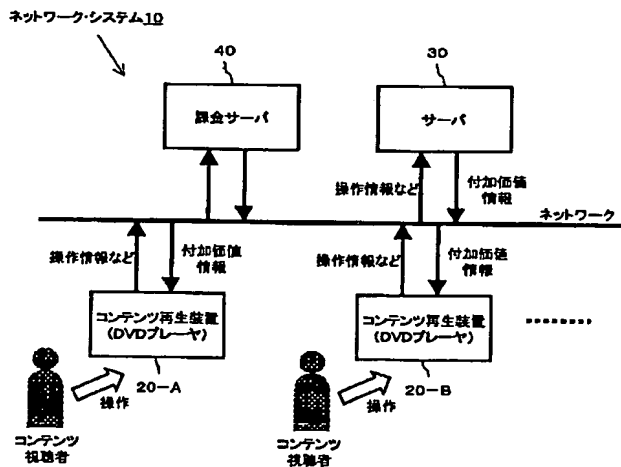 ネットワーク・システム10
40
30
課金サーバ
サーバ
操作情報など
付加価値
情報
ネットワーク
操作情報など
付加価値
情報
操作情報など
付加価値
情報
コンテンツ再生装置
(DVDプレーヤ)
コンテンツ再生装置
(DVDプレーヤ)
20-A
操作
20-B
操作
コンテンツ
視聴者
コンテンツ
視聴者